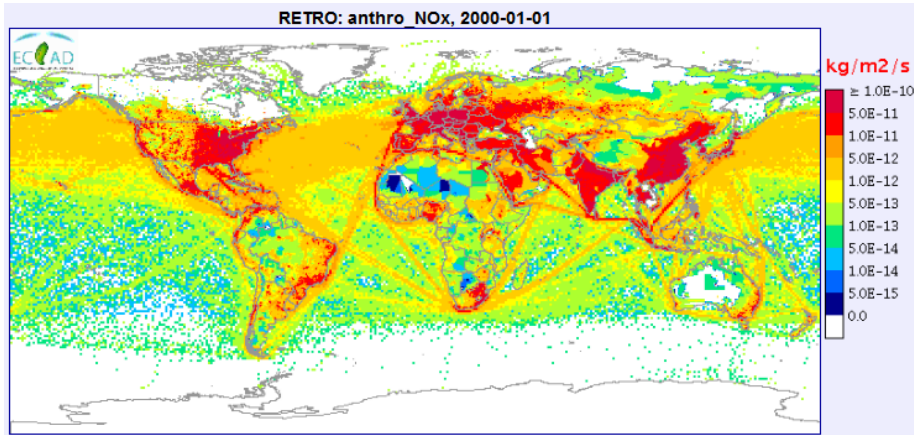 RETRO: anthro_NOx, 2000-01-01
ECCAD
kg/m2/s
≥ 1.0E-10
5.0E-11
1.0E-11
5.0E-12
1.0E-12
5.0E-13
1.0E-13
5.0E-14
1.0E-14
5.0E-15
0.0